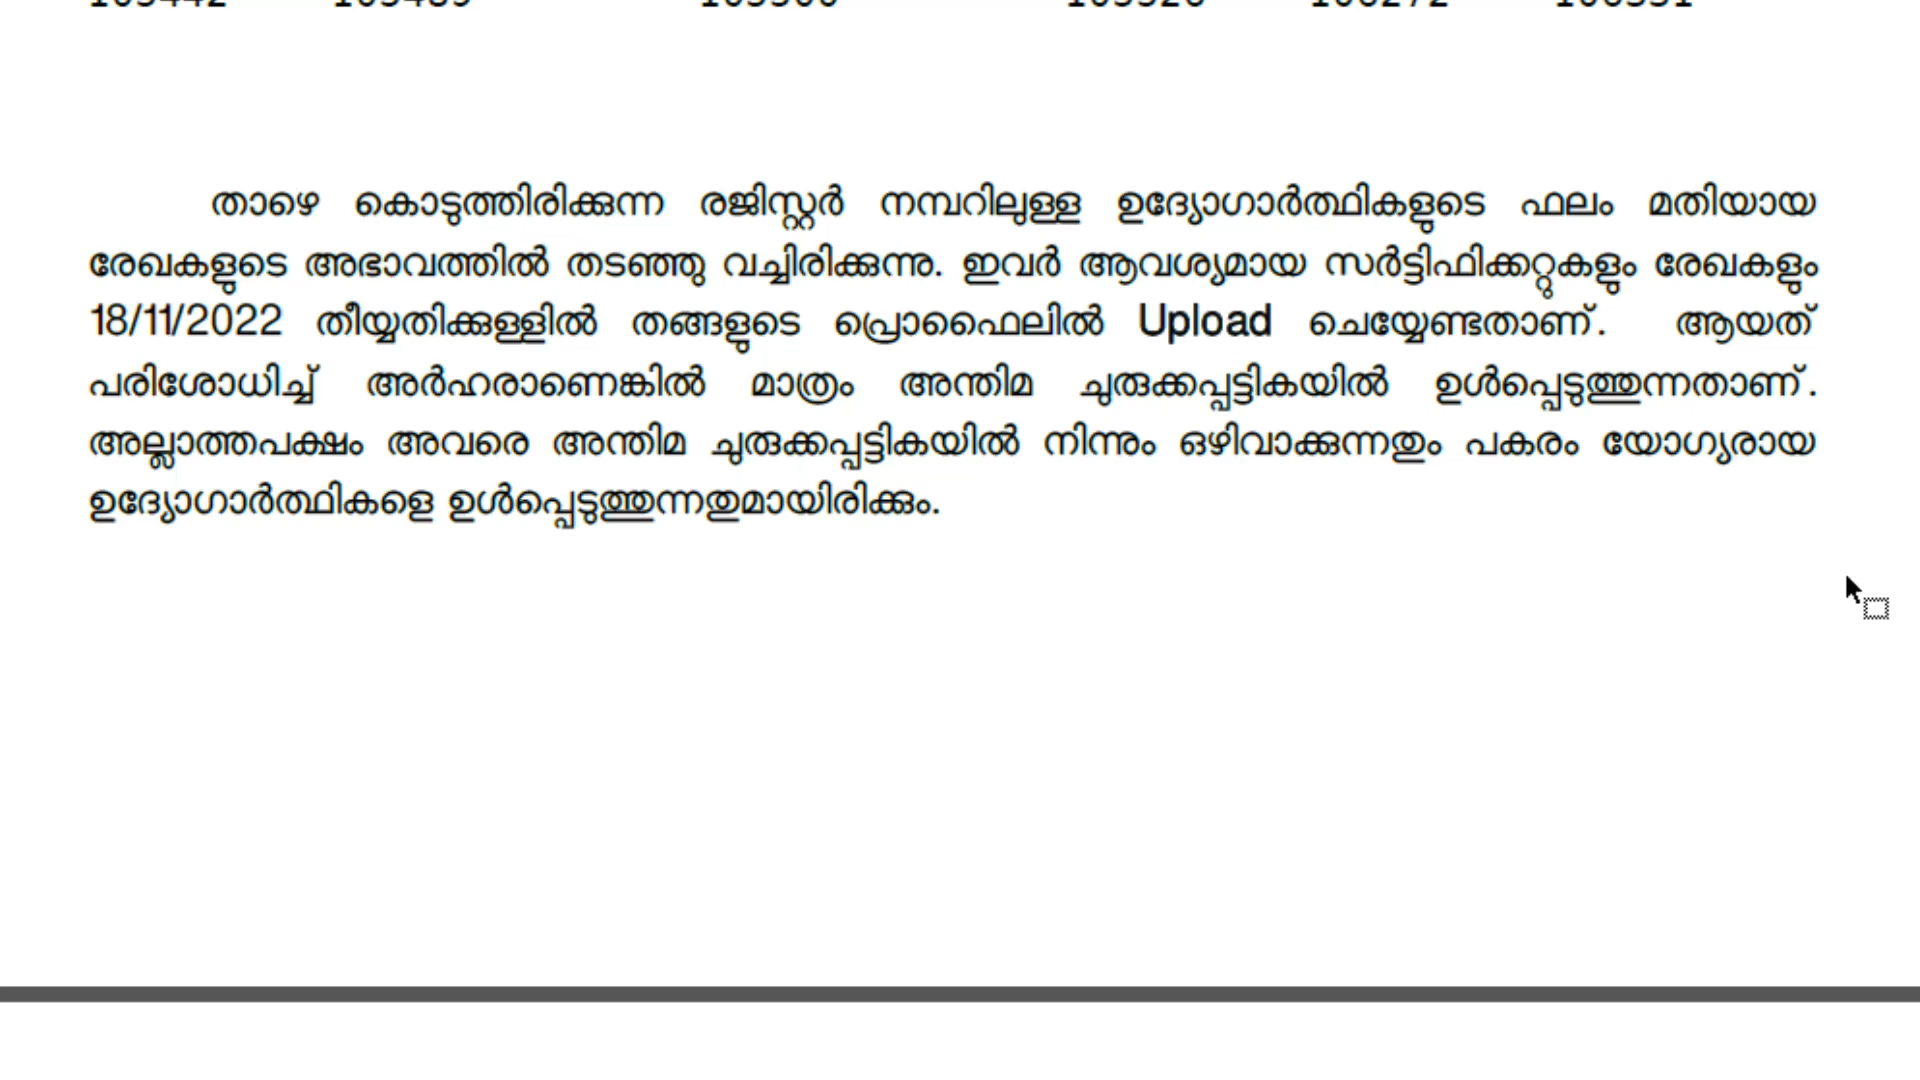 താഴെ കൊടുത്തിരിക്കുന്ന രജിസ്റ്റർ നമ്പറിലുള്ള ഉദ്യോഗാർത്ഥികളുടെ ഫലം മതിയായ
രേഖകളുടെ അഭാവത്തിൽ തടഞ്ഞു വച്ചിരിക്കുന്നു. ഇവർ ആവശ്യമായ സർട്ടിഫിക്കറ്റുകളും രേഖകളും
18/11/2022 തീയ്യതിക്കുള്ളിൽ തങ്ങളുടെ പ്രൊഫൈലിൽ Upload ചെയ്യേണ്ടതാണ്. ആയത്
പരിശോധിച്ച് അർഹരാണെങ്കിൽ മാത്രം അന്തിമ ചുരുക്കപ്പട്ടികയിൽ ഉൾപ്പെടുത്തുന്നതാണ്.
അല്ലാത്തപക്ഷം അവരെ അന്തിമ ചുരുക്കപ്പട്ടികയിൽ നിന്നും ഒഴിവാക്കുന്നതും പകരം യോഗ്യരായ
ഉദ്യോഗാർത്ഥികളെ ഉൾപ്പെടുത്തുന്നതുമായിരിക്കും.